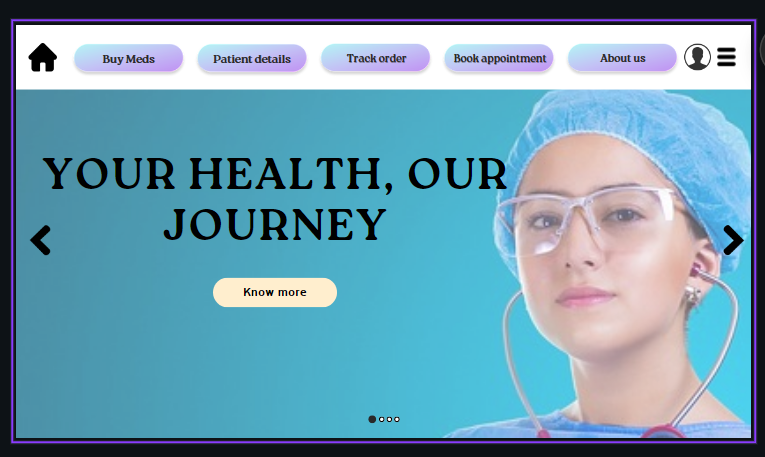 Buy Meds
Patient details
Track order
Book appointment
About us
YOUR HEALTH, OUR
JOURNEY
Know more